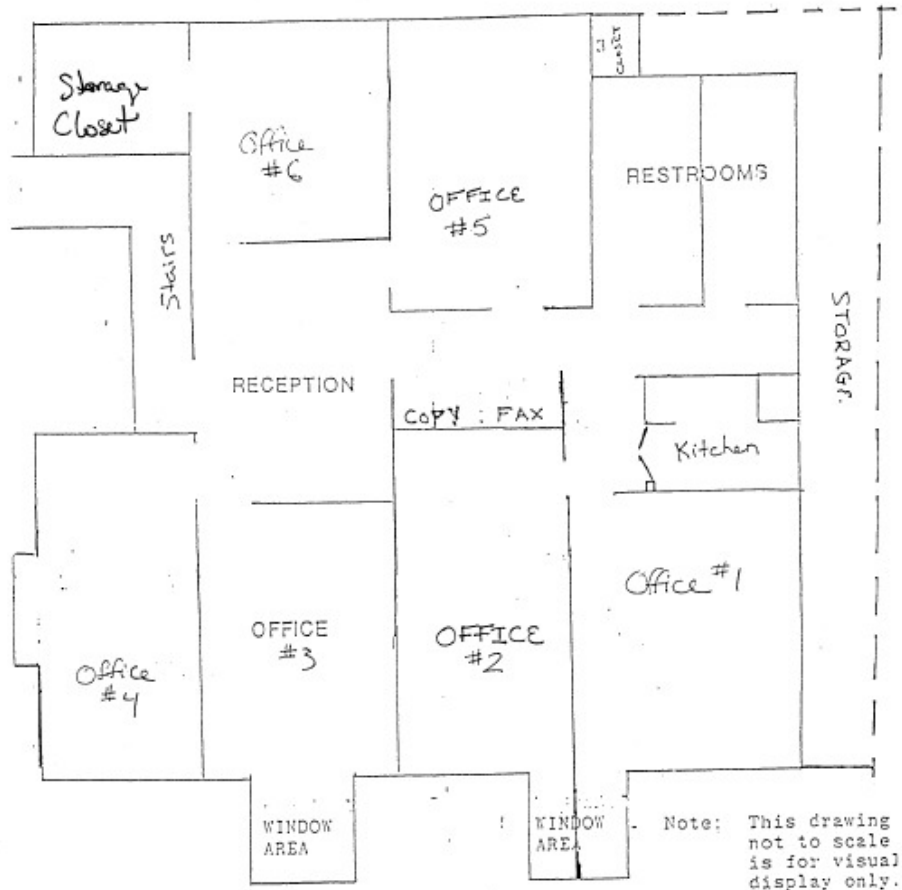 CLOSET
Storage
Closet
Office
#6
OFFICE
#5
RESTROOMS
Stairs
STORAGE.
RECEPTION
COPY : FAX
Kitchen
Office #1
OFFICE
#3
OFFICE
#2
Office
#4
WINDOW
AREA
WINDOW
AREA
Note: This drawing
not to scale
is for visual
display only.